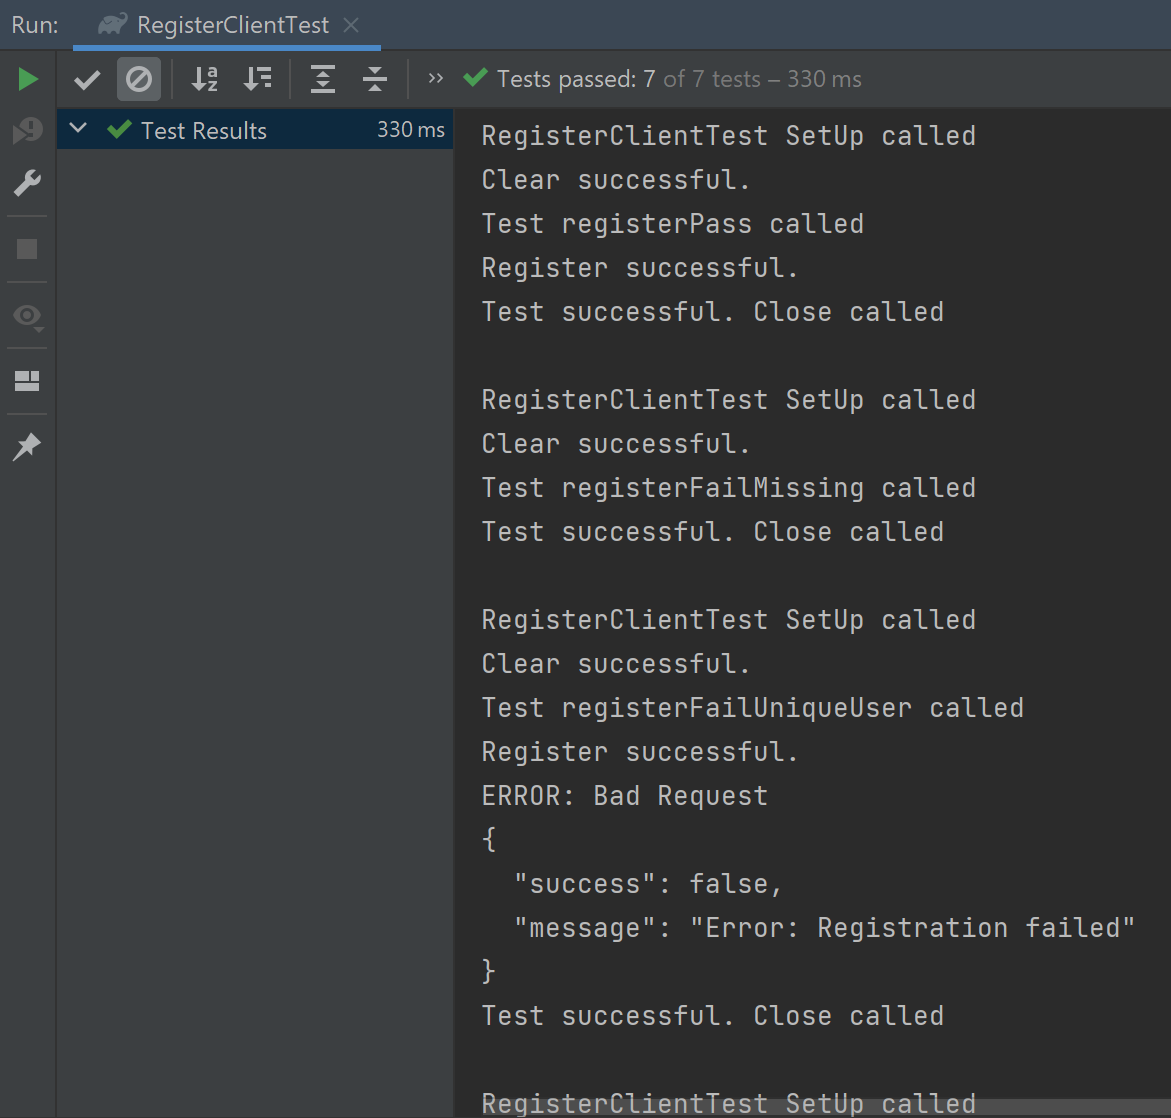 Run: RegisterClientTest
Tests passed: 7 of 7 tests – 330 ms
Test Results 330 ms
RegisterClientTest SetUp called
Clear successful.
Test registerPass called
Register successful.
Test successful. Close called
RegisterClientTest SetUp called
Clear successful.
Test registerFailMissing called
Test successful. Close called
RegisterClientTest SetUp called
Clear successful.
Test registerFailUniqueUser called
Register successful.
ERROR: Bad Request
{
  "success": false,
  "message": "Error: Registration failed"
}
Test successful. Close called
RegisterClientTest SetUp called